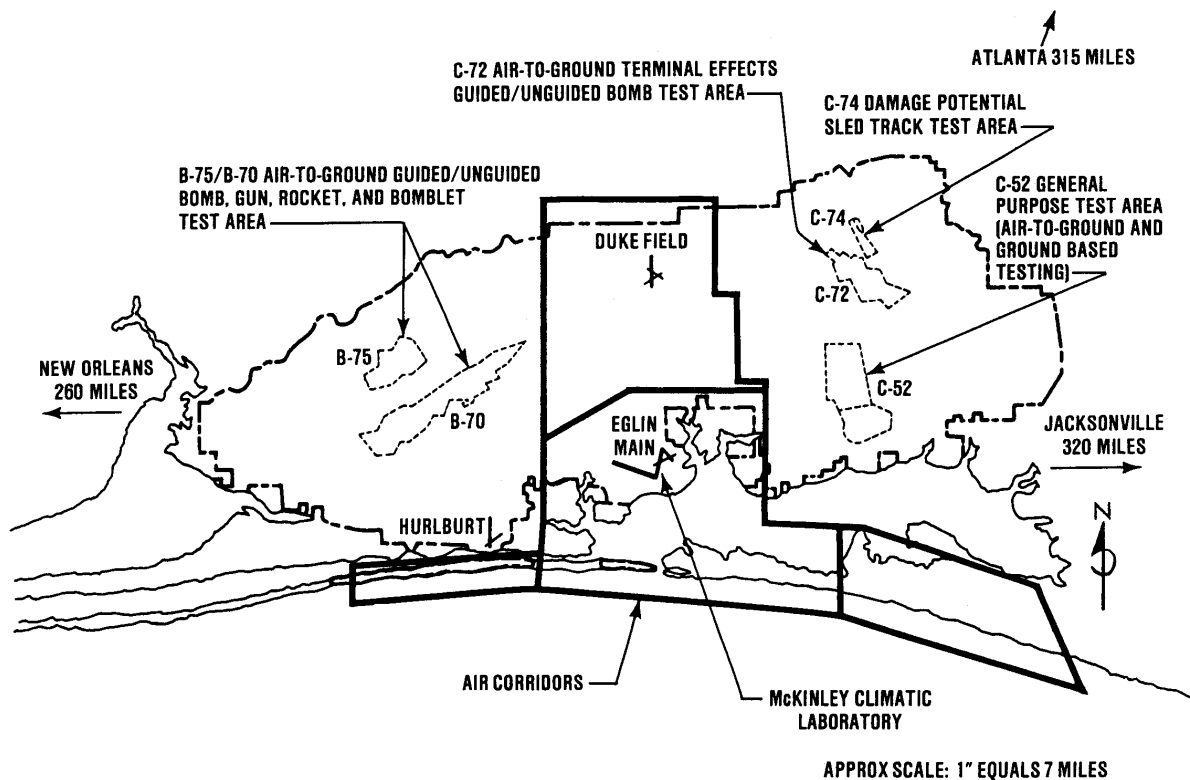 ATLANTA 315 MILES
C-72 AIR-TO-GROUND TERMINAL EFFECTS
GUIDED/UNGUIDED BOMB TEST AREA
C-74 DAMAGE POTENTIAL
SLED TRACK TEST AREA
B-75/B-70 AIR-TO-GROUND GUIDED/UNGUIDED
BOMB, GUN, ROCKET, AND BOMBLET
TEST AREA
C-52 GENERAL
PURPOSE TEST AREA
(AIR-TO-GROUND AND
GROUND BASED
TESTING)
C-74
DUKE FIELD
C-72
B-75
NEW ORLEANS
260 MILES
C-52
B-70
EGLIN
MAIN
JACKSONVILLE
320 MILES
N
HURLBURT
AIR CORRIDORS
McKINLEY CLIMATIC
LABORATORY
APPROX SCALE: 1" EQUALS 7 MILES